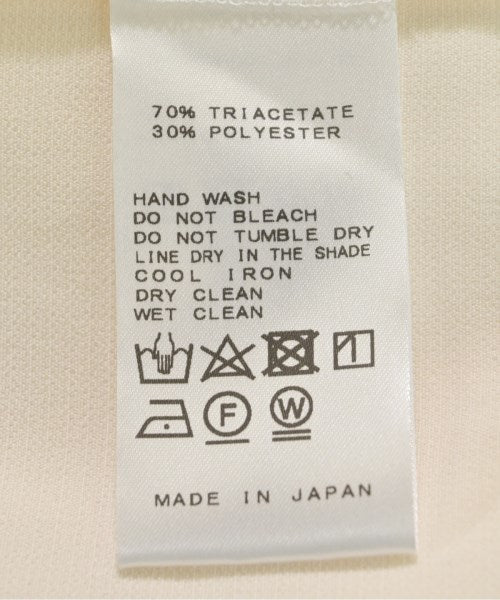 70% TRIACETATE
30% POLYESTER
HAND WASH
DO NOT BLEACH
DO NOT TUMBLE DRY
LINE DRY IN THE SHADE
COOL IRON
DRY CLEAN
WET CLEAN
F W
MADE IN JAPAN